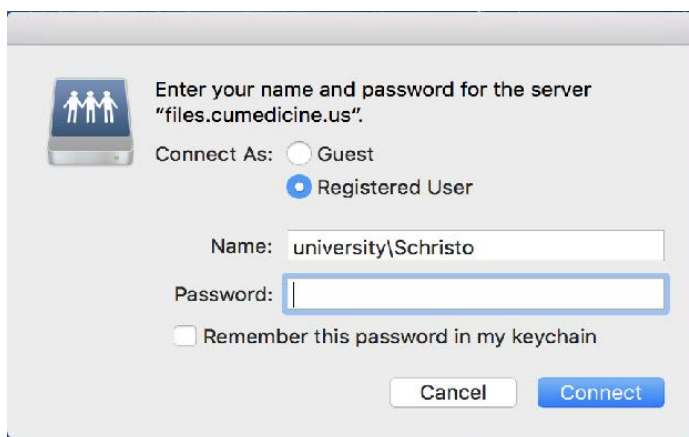 Enter your name and password for the server
“files.cumedicine.us”.
Connect As: Guest
Registered User
Name: university\Schristo
Password:
Remember this password in my keychain
Cancel Connect